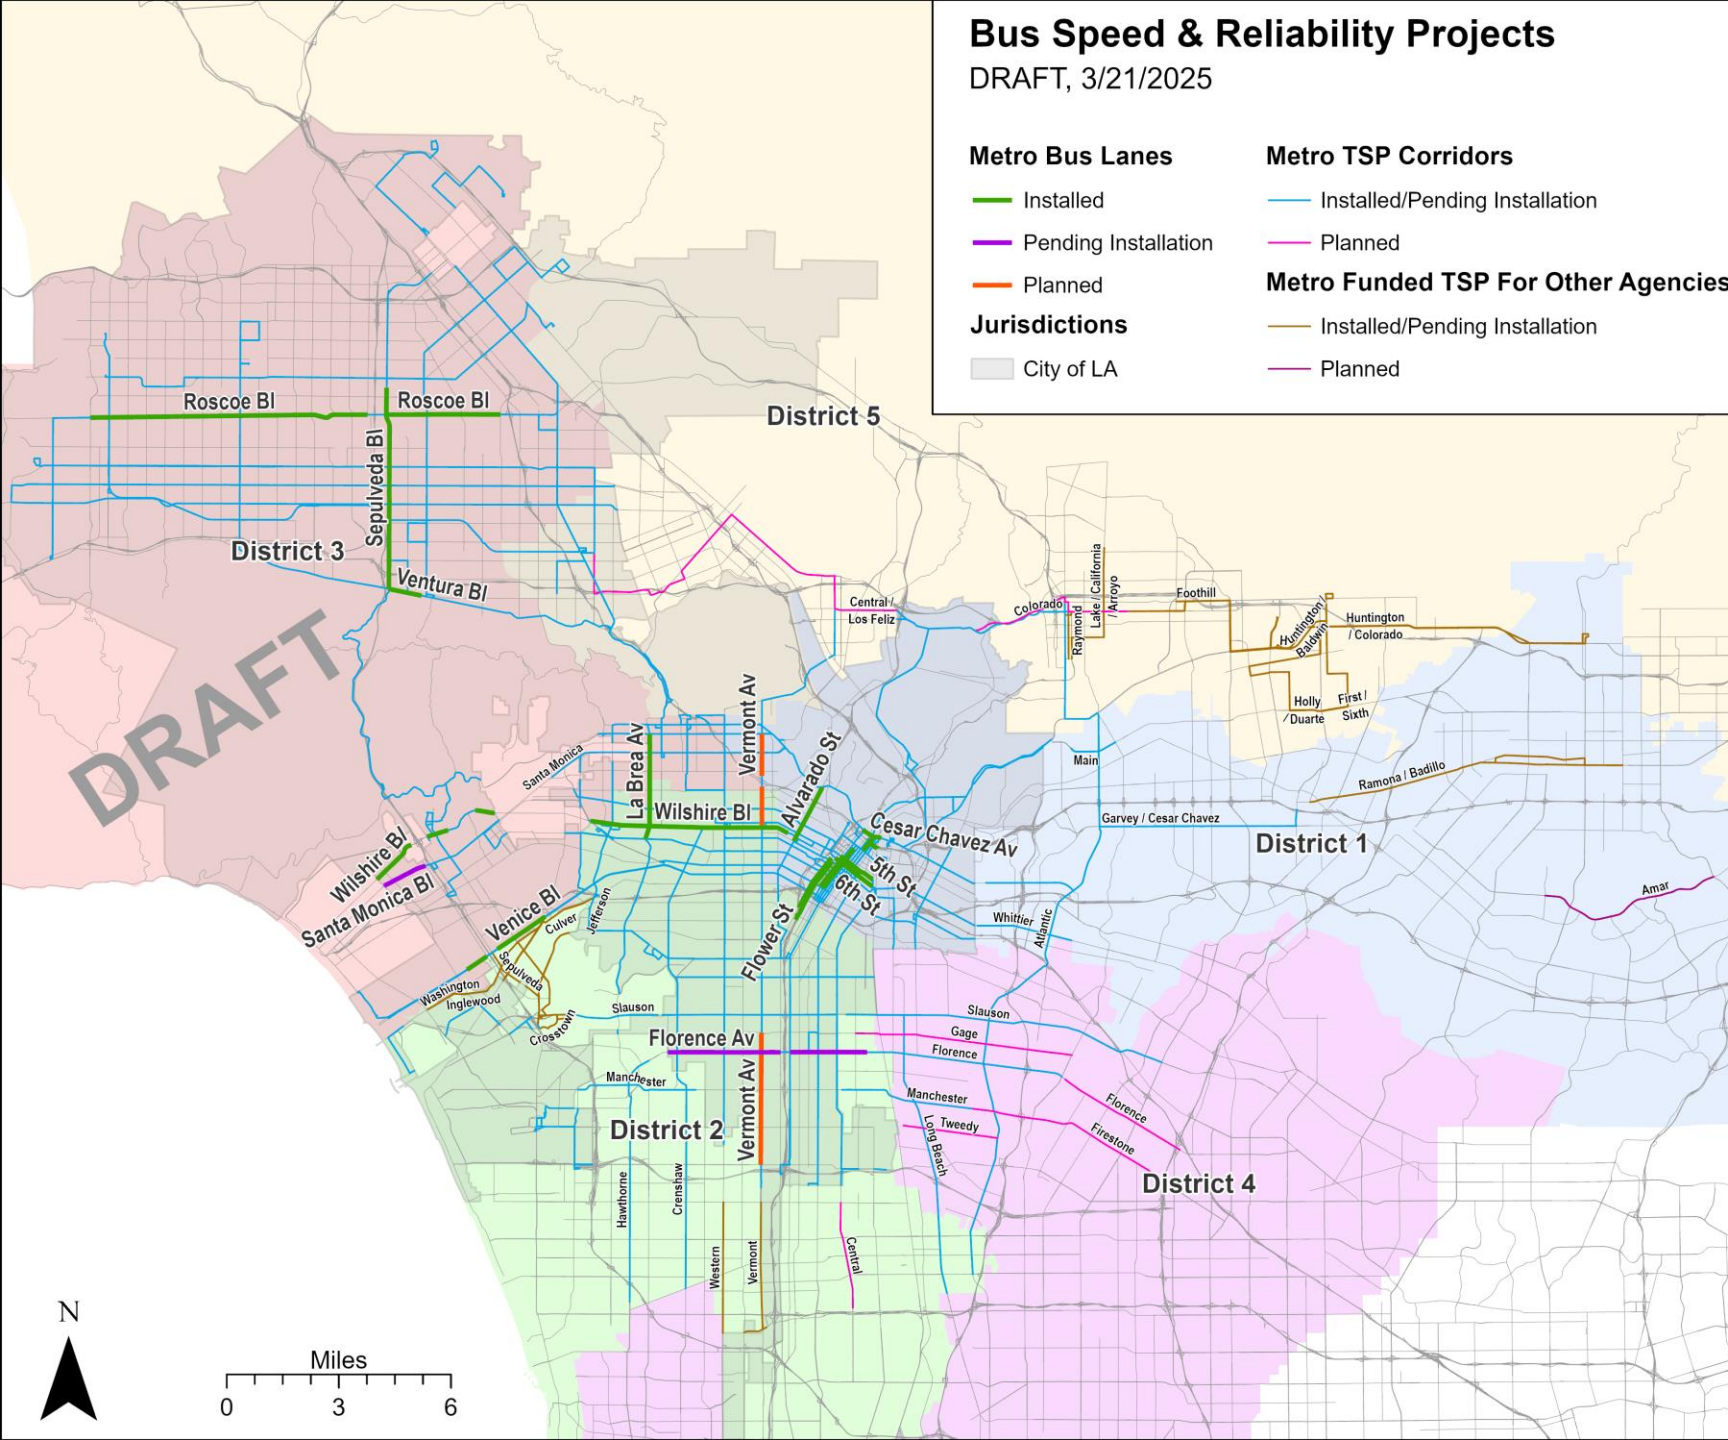 Bus Speed & Reliability Projects
DRAFT, 3/21/2025
Metro Bus Lanes
Installed
Pending Installation
Planned
Jurisdictions
City of LA
Metro TSP Corridors
Installed/Pending Installation
Planned
Metro Funded TSP For Other Agencies
Installed/Pending Installation
Planned
Roscoe Bl
Roscoe Bl
Sepulveda Bl
District 3
Ventura Bl
District 5
DRAFT
Central /
Los Feliz
Colorado
Raymond
Lake / California
/ Arroyo
Foothill
Huntington /
Baldwin
Huntington
/ Colorado
Holly
/ Duarte
First /
Sixth
Santa Monica
La Brea Av
Vermont Av
Alvarado St
Wilshire Bl
Main
Ramona / Badillo
Garvey / Cesar Chavez
District 1
Cesar Chavez Av
5th St
6th St
Flower St
Wilshire Bl
Santa Monica Bl
Venice Bl
Culver
Jefferson
Sepulveda
Washington
Inglewood
Crosstown
Whittier
Atlantic
Amar
Slauson
Slauson
Gage
Florence
Florence Av
Manchester
Manchester
Tweedy
Long Beach
Florence
Firestone
District 2
Vermont Av
District 4
Hawthorne
Crenshaw
Western
Vermont
Central
N
Miles
0 3 6